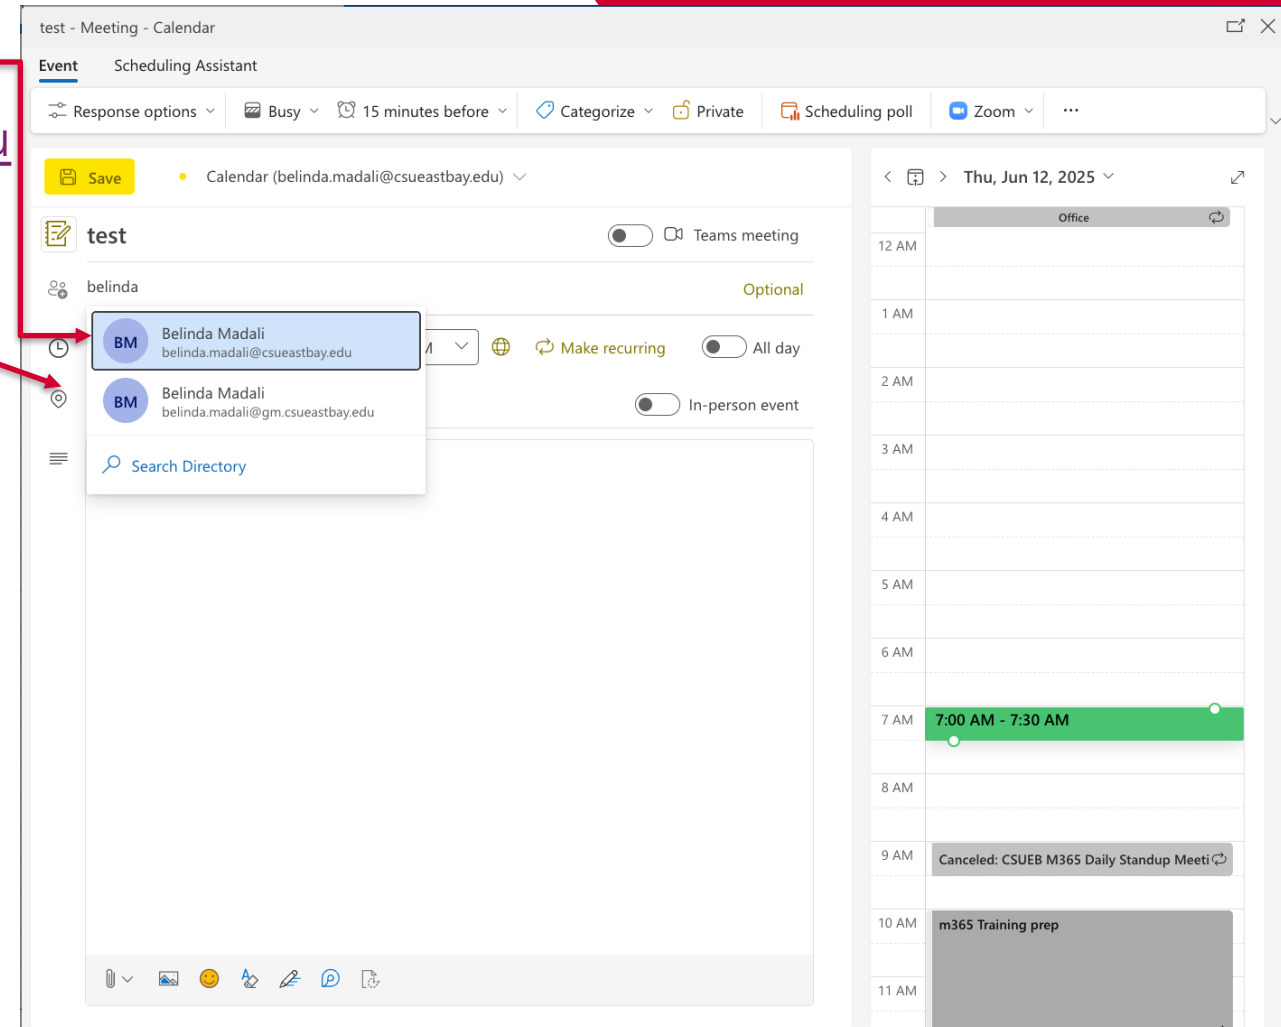 test - Meeting - Calendar
Event Scheduling Assistant
Response options Busy 15 minutes before Categorize Private Scheduling poll Zoom ...
u
Save Calendar (belinda.madali@csueastbay.edu)
test Teams meeting
belinda Optional
BM Belinda Madali
belinda.madali@csueastbay.edu
Make recurring All day
BM Belinda Madali
belinda.madali@gm.csueastbay.edu
In-person event
Search Directory
Thu, Jun 12, 2025
Office
12 AM
1 AM
2 AM
3 AM
4 AM
5 AM
6 AM
7 AM 7:00 AM - 7:30 AM
8 AM
9 AM Canceled: CSUEB M365 Daily Standup Meeti
10 AM m365 Training prep
11 AM